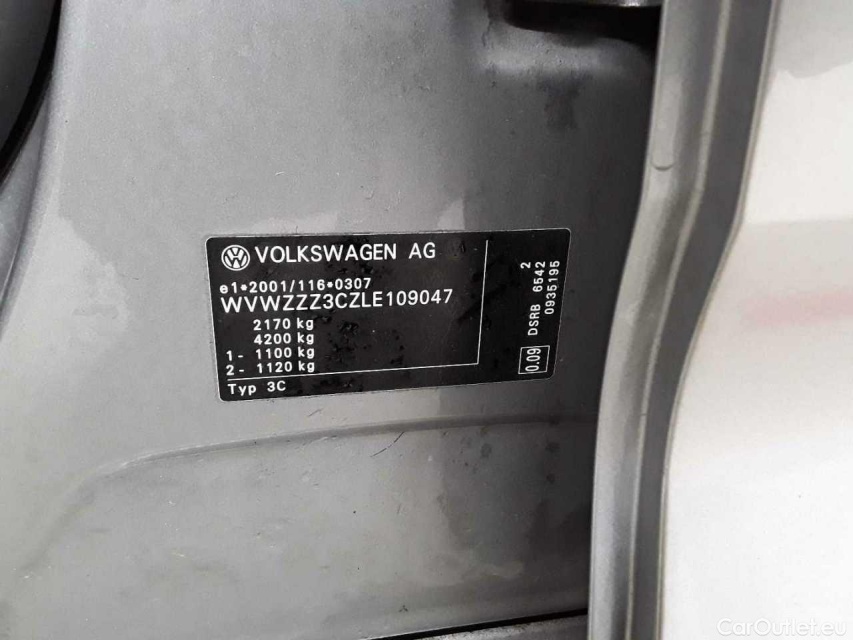 VOLKSWAGEN AG
e1*2001/116*0307
WVWZZZ3CZLE109047
2170 kg
4200 kg
1- 1100 kg
2- 1120 kg
Typ 3C
0.09
DSRB 6542 2
0935195
CarOutlet.eu